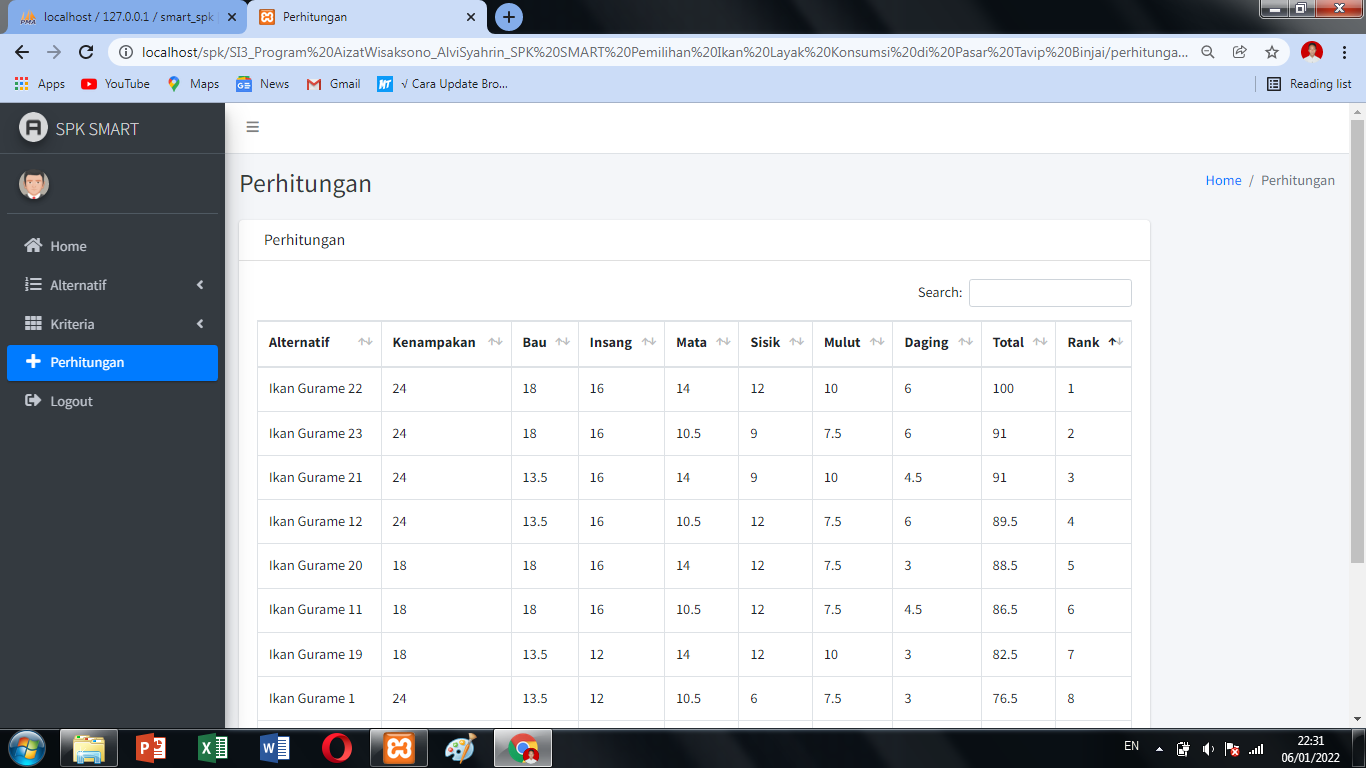 localhost / 127.0.0.1 / smart_spk
Perhitungan
localhost/spk/SI3_Program%20AizatWisaksono_AlviSyahrin_SPK%20SMART%20Pemilihan%20Ikan%20Layak%20Konsumsi%20di%20Pasar%20Tavip%20Binjai/perhitunga...
Apps YouTube Maps News Gmail √ Cara Update Bro... Reading list
SPK SMART
Perhitungan
Home / Perhitungan
Home
Alternatif
Kriteria
Perhitungan
Logout
Perhitungan
Search:
Alternatif Kenampakan Bau Insang Mata Sisik Mulut Daging Total Rank
Ikan Gurame 22 24 18 16 14 12 10 6 100 1
Ikan Gurame 23 24 18 16 10.5 9 7.5 6 91 2
Ikan Gurame 21 24 13.5 16 14 9 10 4.5 91 3
Ikan Gurame 12 24 13.5 16 10.5 12 7.5 6 89.5 4
Ikan Gurame 20 18 18 16 14 12 7.5 3 88.5 5
Ikan Gurame 11 18 18 16 10.5 12 7.5 4.5 86.5 6
Ikan Gurame 19 18 13.5 12 14 12 10 3 82.5 7
Ikan Gurame 1 24 13.5 12 10.5 6 7.5 3 76.5 8
EN
22:31
06/01/2022